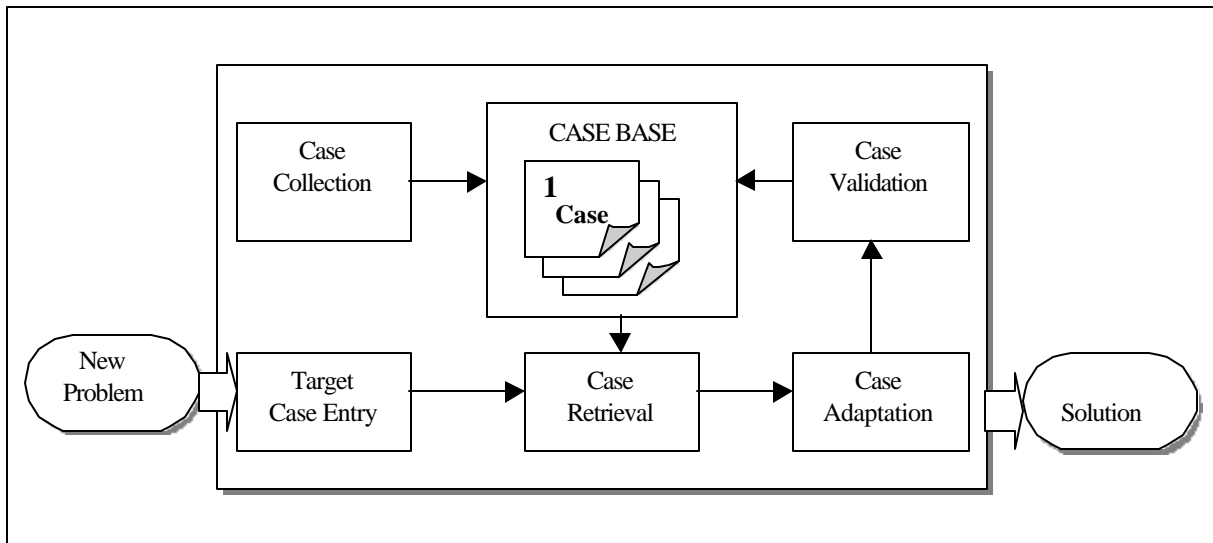 Case
Collection
CASE BASE
1
Case
Case
Validation
New
Problem
Target
Case Entry
Case
Retrieval
Case
Adaptation
Solution